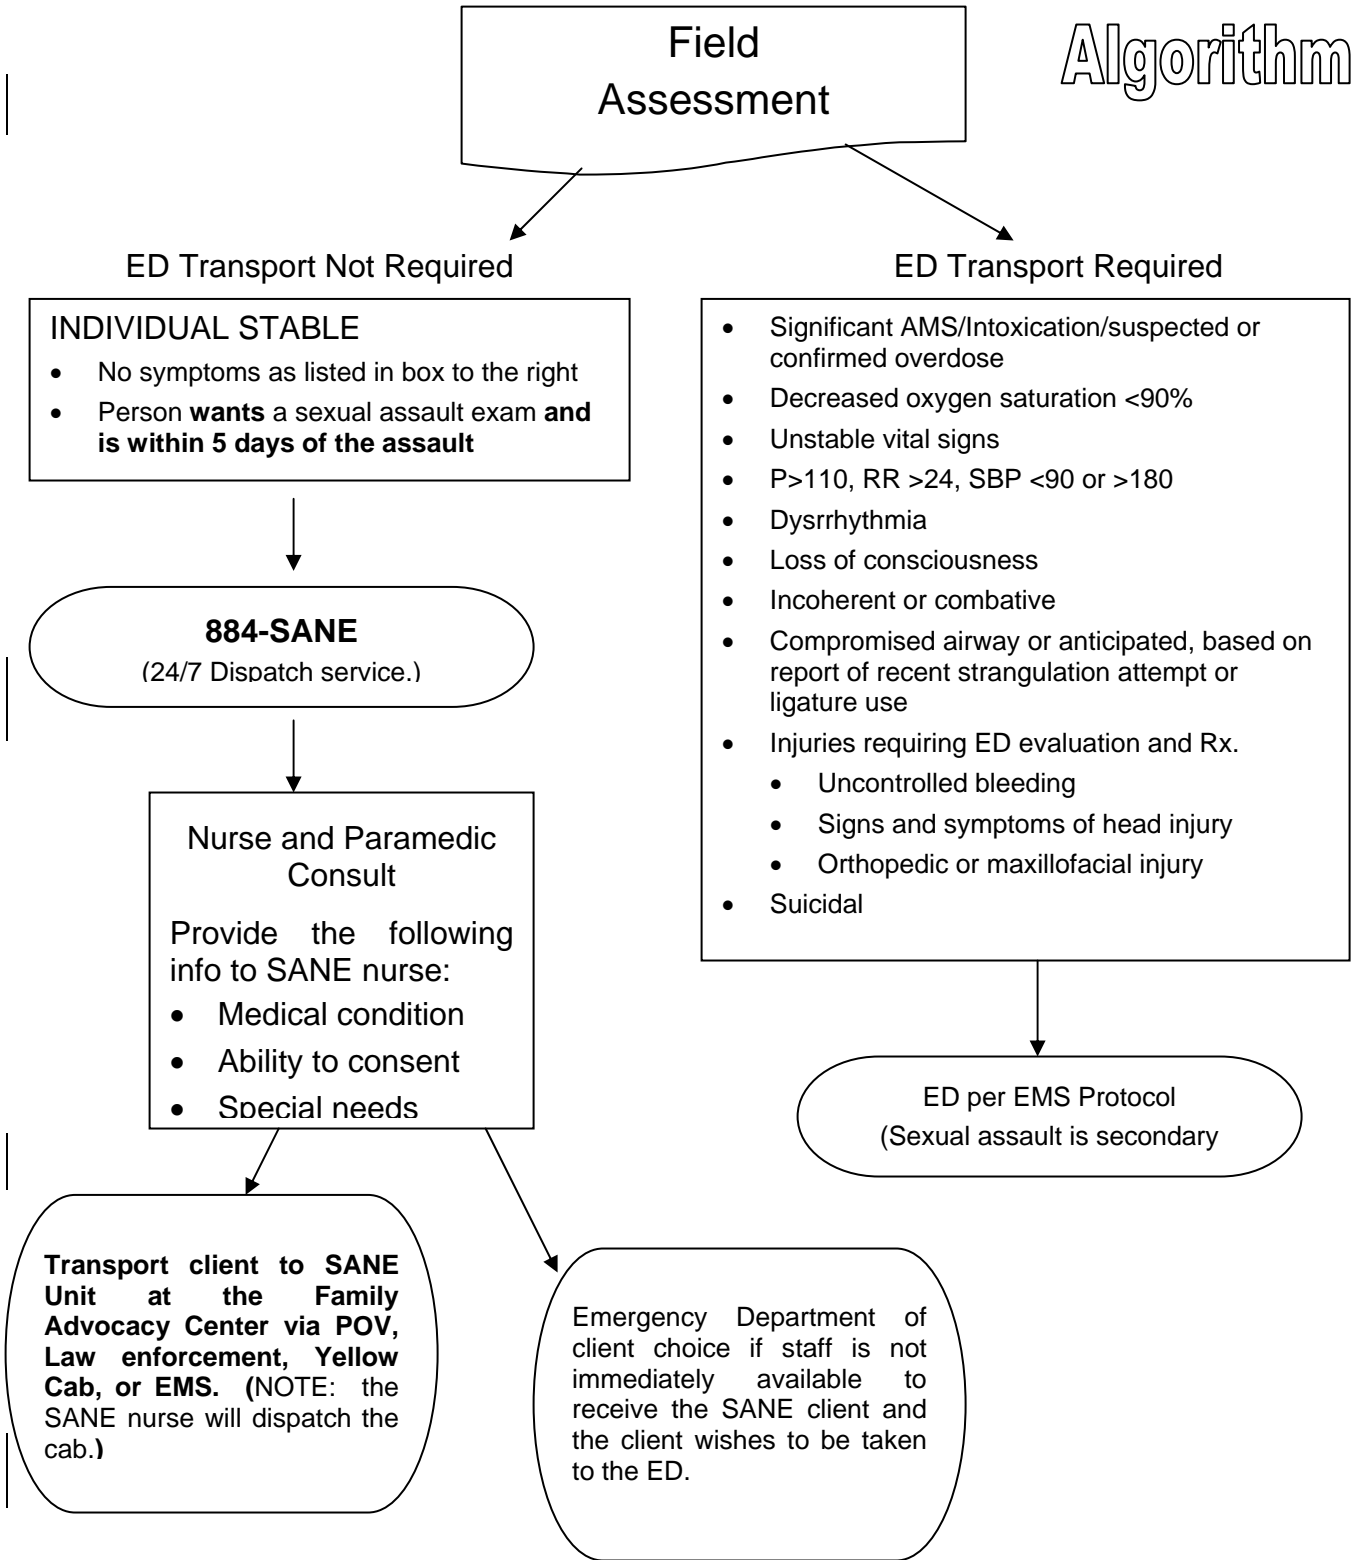 Algorithm
Field
Assessment
ED Transport Not Required
INDIVIDUAL STABLE
• No symptoms as listed in box to the right
• Person wants a sexual assault exam and
is within 5 days of the assault
884-SANE
(24/7 Dispatch service.)
Nurse and Paramedic
Consult
Provide the following
info to SANE nurse:
• Medical condition
• Ability to consent
• Special needs
Transport client to SANE
Unit at the Family
Advocacy Center via POV,
Law enforcement, Yellow
Cab, or EMS. (NOTE: the
SANE nurse will dispatch the
cab.)
Emergency Department of
client choice if staff is not
immediately available to
receive the SANE client and
the client wishes to be taken
to the ED.
ED Transport Required
• Significant AMS/Intoxication/suspected or
confirmed overdose
• Decreased oxygen saturation <90%
• Unstable vital signs
• P>110, RR >24, SBP <90 or >180
• Dysrrhythmia
• Loss of consciousness
• Incoherent or combative
• Compromised airway or anticipated, based on
report of recent strangulation attempt or
ligature use
• Injuries requiring ED evaluation and Rx.
• Uncontrolled bleeding
• Signs and symptoms of head injury
• Orthopedic or maxillofacial injury
• Suicidal
ED per EMS Protocol
(Sexual assault is secondary